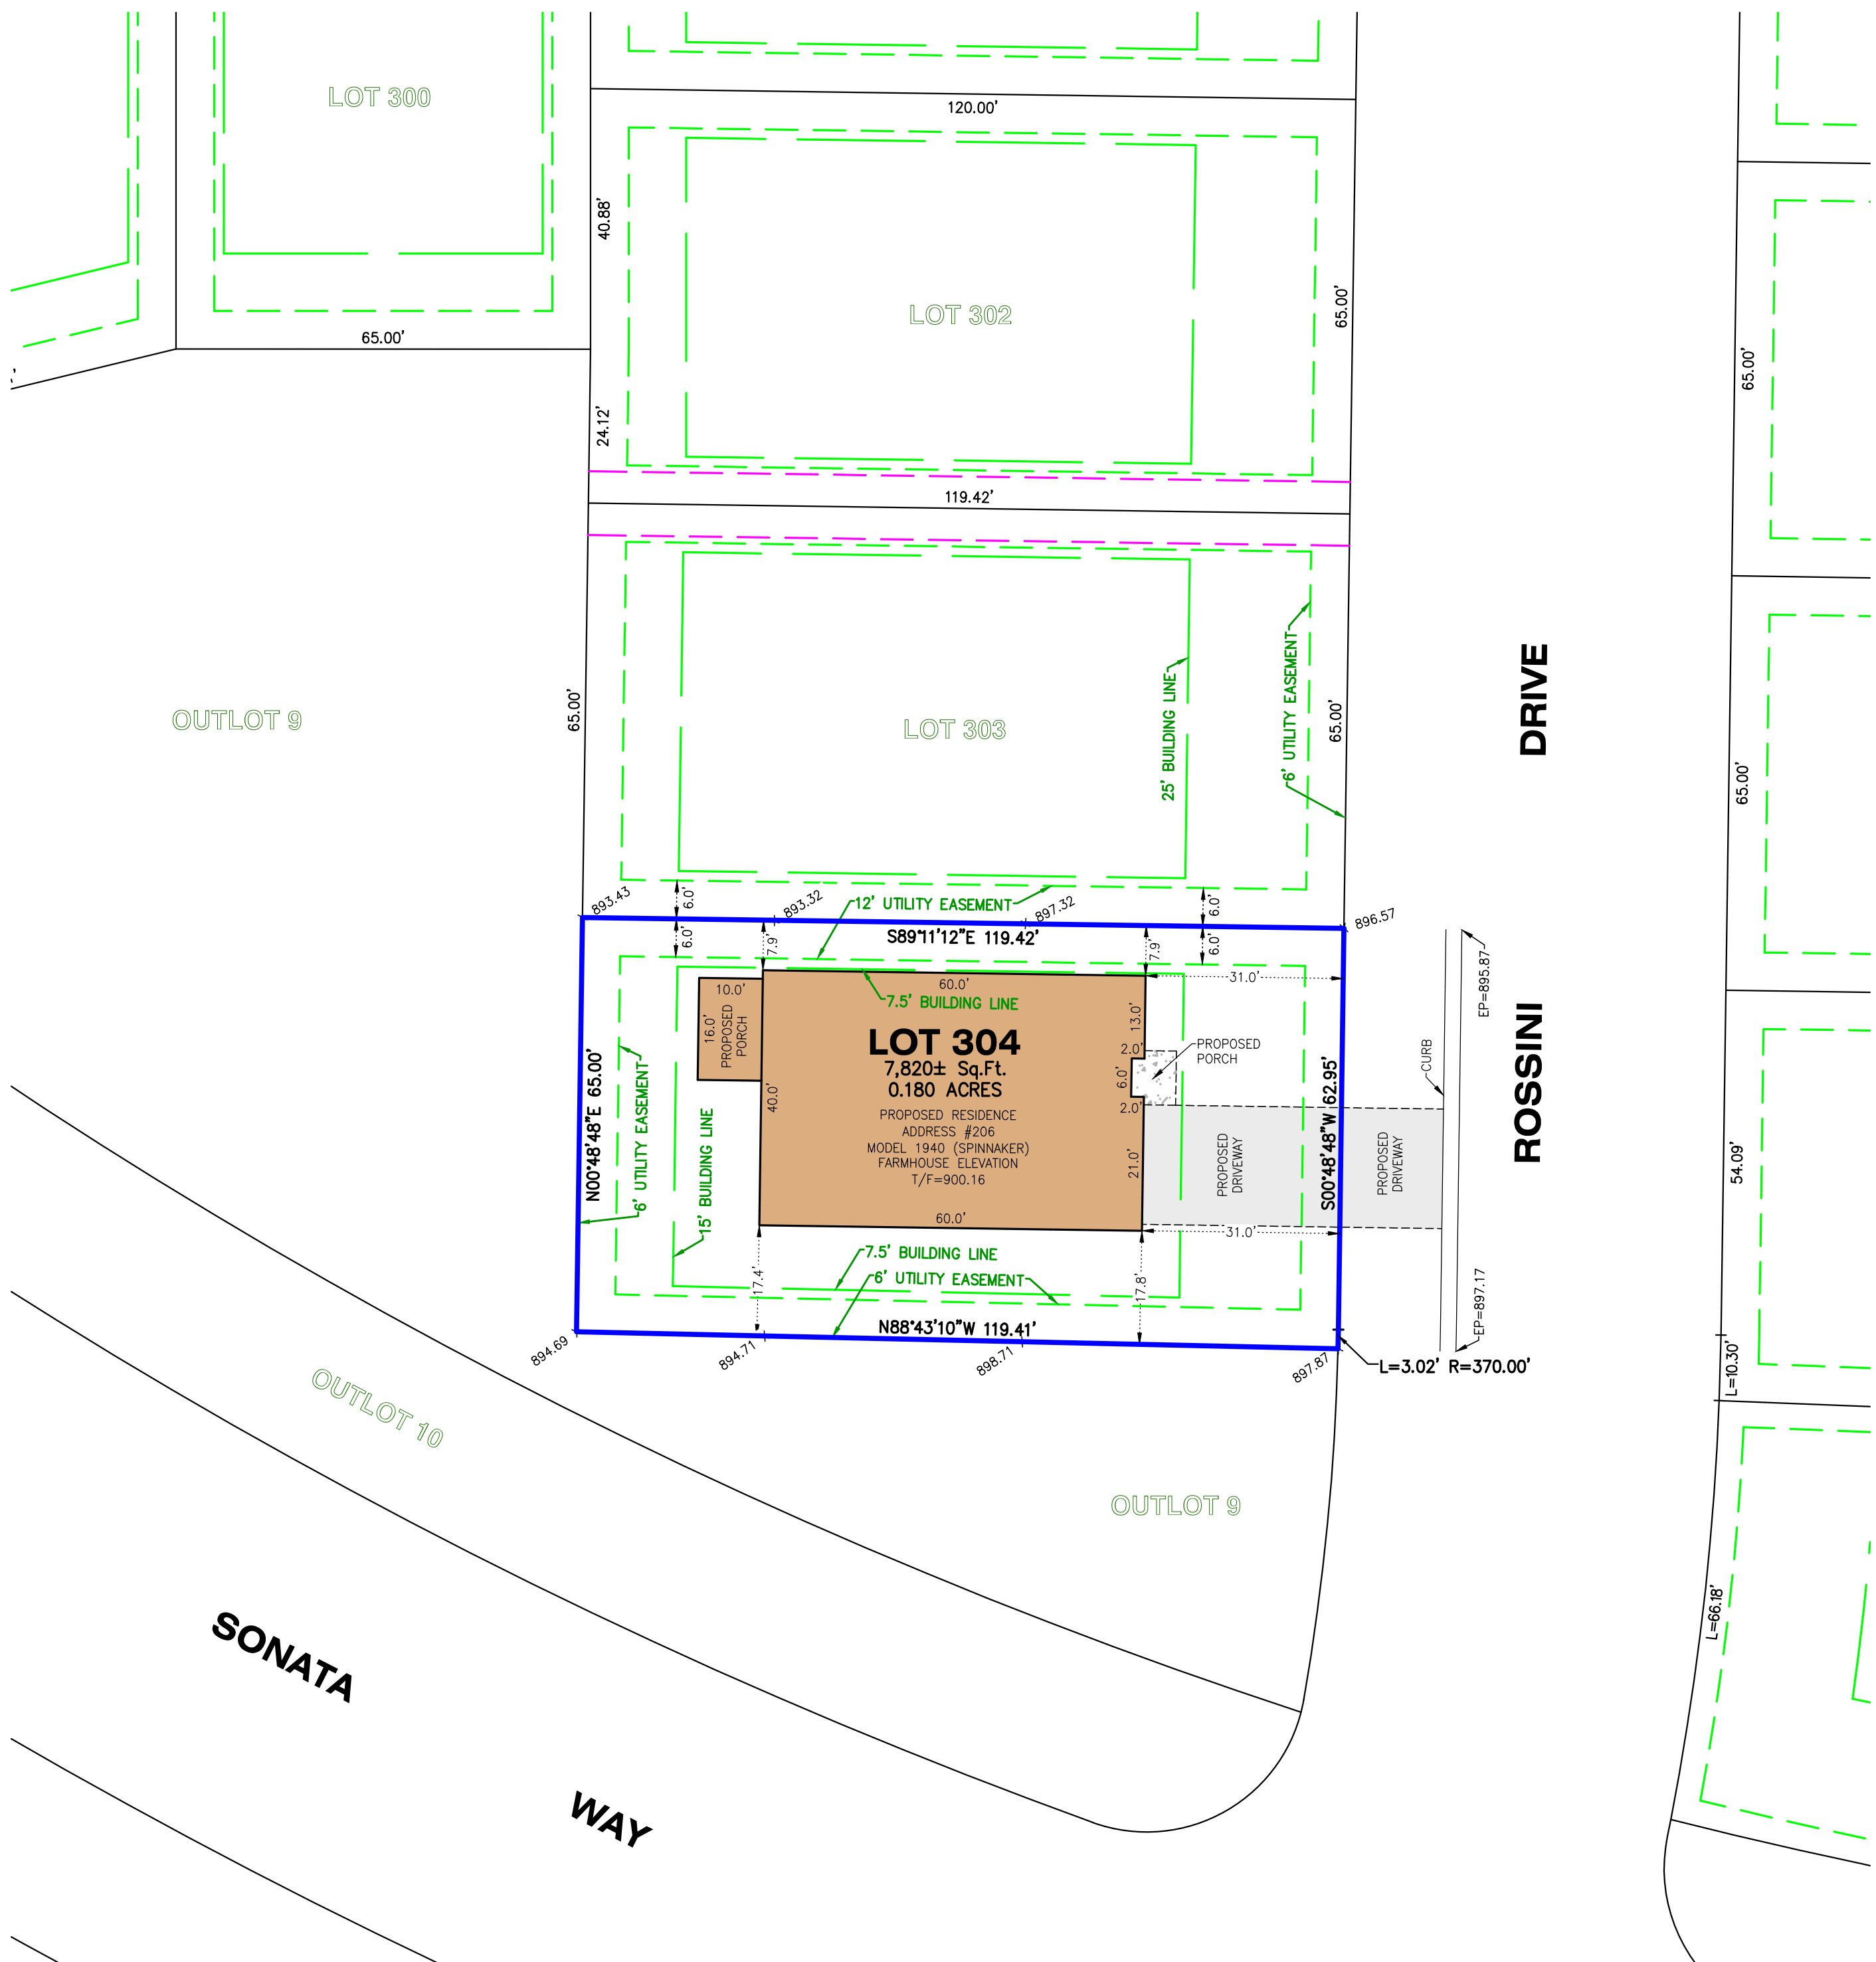 LOT 300
120.00'
40.88'
LOT 302
65.00'
65.00'
65.00'
24.12'
119.42'
DRIVE
OUTLOT 9
65.00'
LOT 303
25' BUILDING LINE
6' UTILITY EASEMENT
65.00'
65.00'
893.43
6.0'
893.32
12' UTILITY EASEMENT
897.32
6.0'
896.57
6.0'
7.9'
S89°11'12"E 119.42'
7.9'
6.0'
EP=895.87
10.0'
60.0'
31.0'
7.5' BUILDING LINE
16.0'
PROPOSED
PORCH
LOT 304
7,820± Sq.Ft.
0.180 ACRES
PROPOSED RESIDENCE
ADDRESS #206
MODEL 1940 (SPINNAKER)
FARMHOUSE ELEVATION
T/F=900.16
13.0'
2.0'
6.0'
2.0'
21.0'
40.0'
60.0'
PROPOSED
PORCH
CURB
ROSSINI
N00°48'48"E 65.00'
6' UTILITY EASEMENT
15' BUILDING LINE
PROPOSED
DRIVEWAY
S00°48'48"W 62.95'
PROPOSED
DRIVEWAY
54.09'
31.0'
7.5' BUILDING LINE
6' UTILITY EASEMENT
17.4'
17.8'
EP=897.17
N88°43'10"W 119.41'
894.69
894.71
898.71
897.87
L=3.02' R=370.00'
L=10.30'
OUTLOT 10
OUTLOT 9
L=66.18'
SONATA
WAY